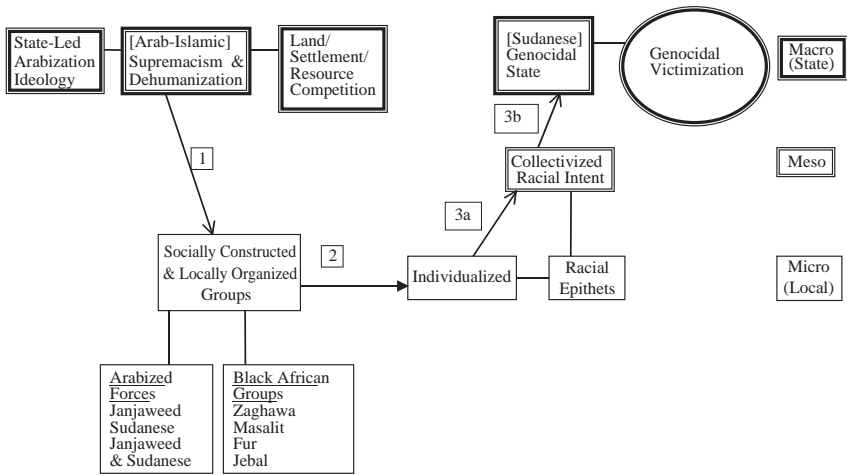 State-Led
Arabization
Ideology
[Arab-Islamic]
Supremacism &
Dehumanization
Land/
Settlement/
Resource
Competition
[Sudanese]
Genocidal
State
Genocidal
Victimization
Macro
(State)
1
3b
Collectivized
Racial Intent
Meso
3a
Socially Constructed
& Locally Organized
Groups
2
Individualized
Racial
Epithets
Micro
(Local)
Arabized
Forces
Janjaweed
Sudanese
Janjaweed
& Sudanese
Black African
Groups
Zaghawa
Masalit
Fur
Jebal